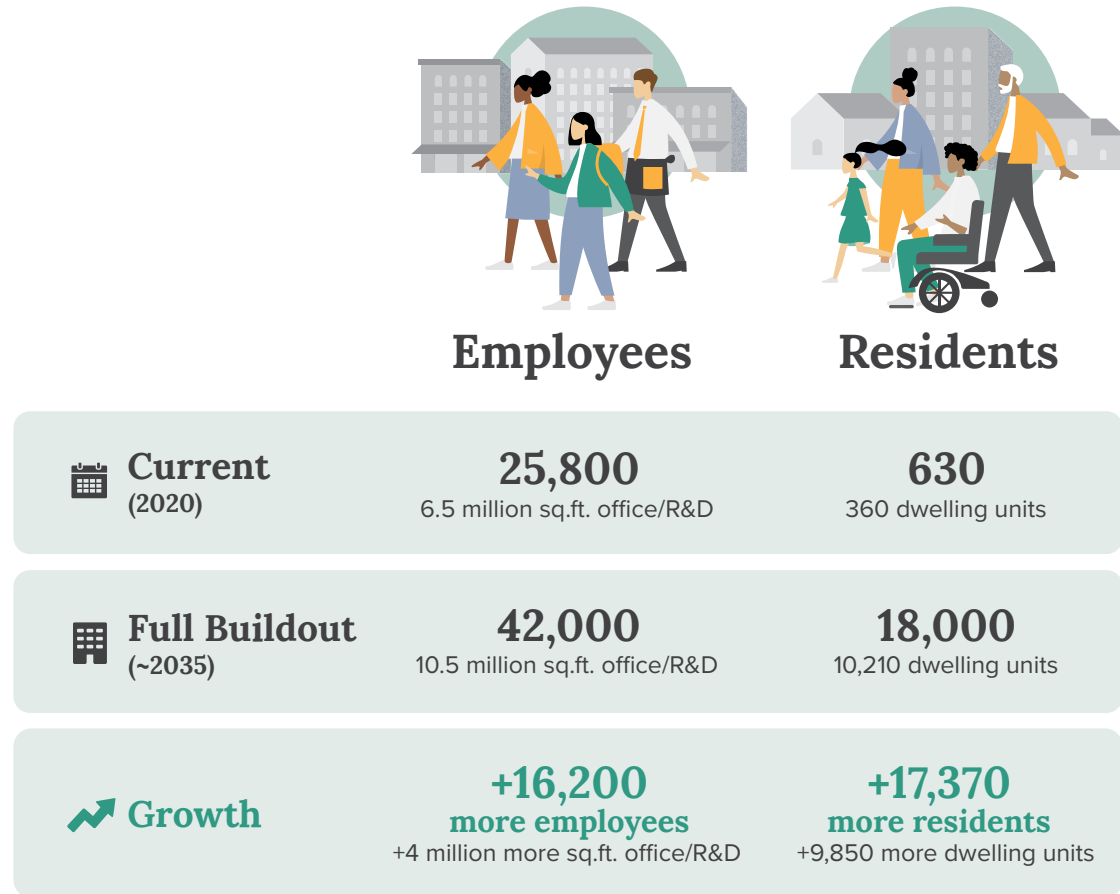 Employees
Residents
Current
(2020)
25,800
6.5 million sq.ft. office/R&D
630
360 dwelling units
Full Buildout
(~2035)
42,000
10.5 million sq.ft. office/R&D
18,000
10,210 dwelling units
Growth
+16,200
more employees
+4 million more sq.ft. office/R&D
+17,370
more residents
+9,850 more dwelling units